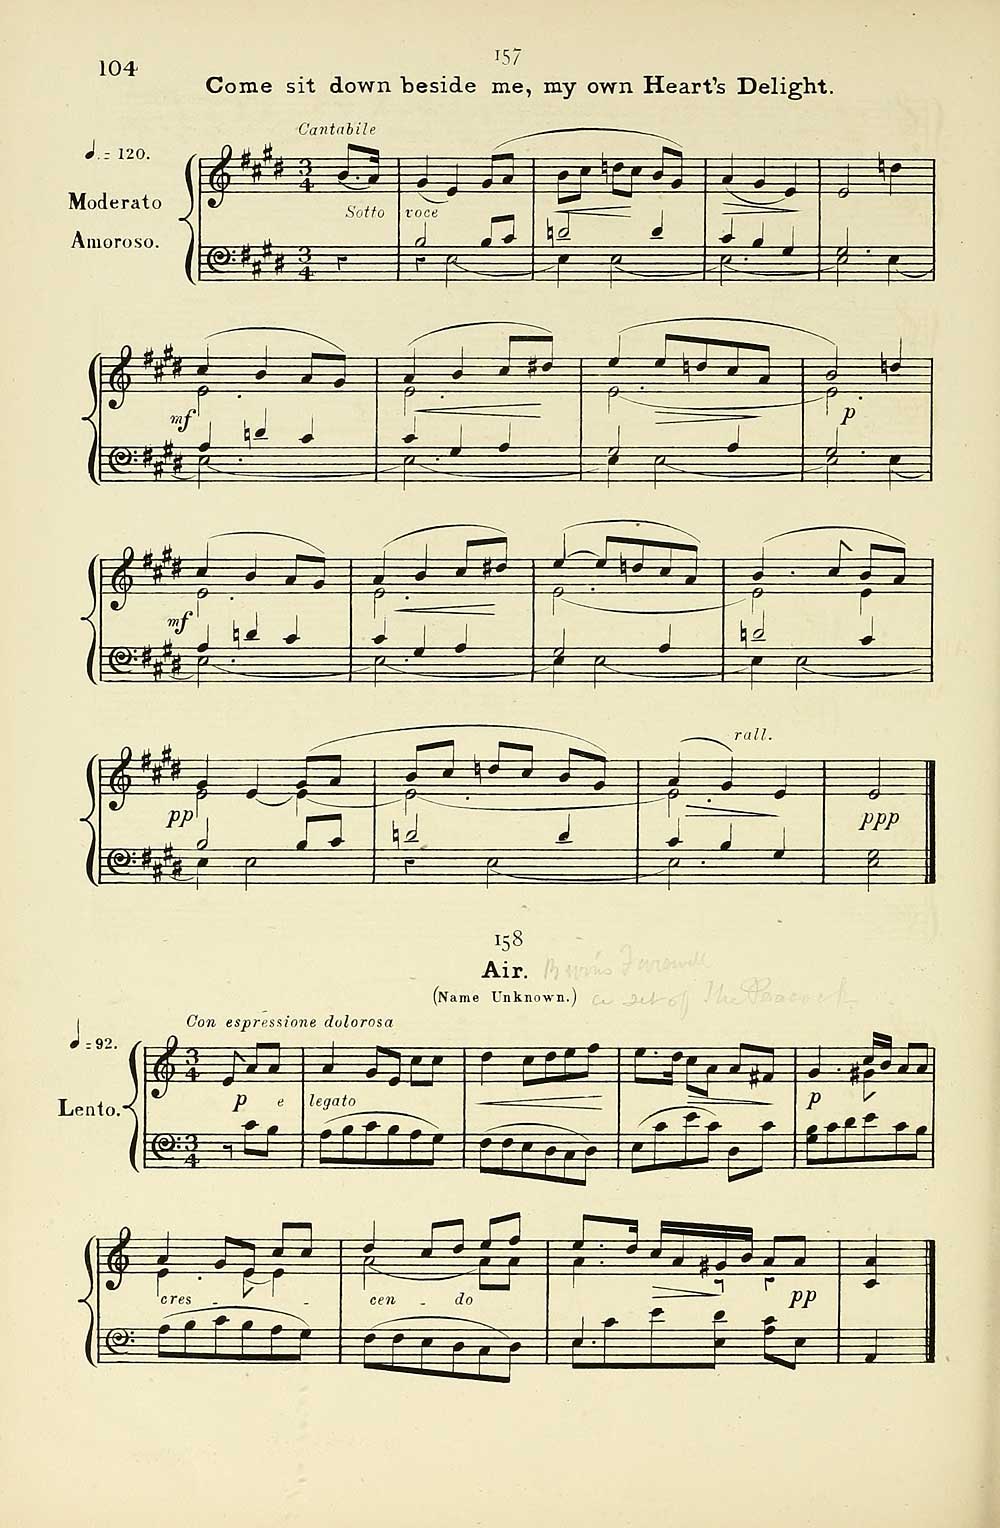 104
157
Come sit down beside me, my own Heart's Delight.
Cantabile
♩. = 120.
Moderato
Amoroso.
Sotto voce
mf
p
mf
rall.
pp
ppp
158
Air.
(Name Unknown.) a set of The Peacock
Con espressione dolorosa
♩ = 92.
Lento.
p e legato
p
cres - - - cen - do
pp